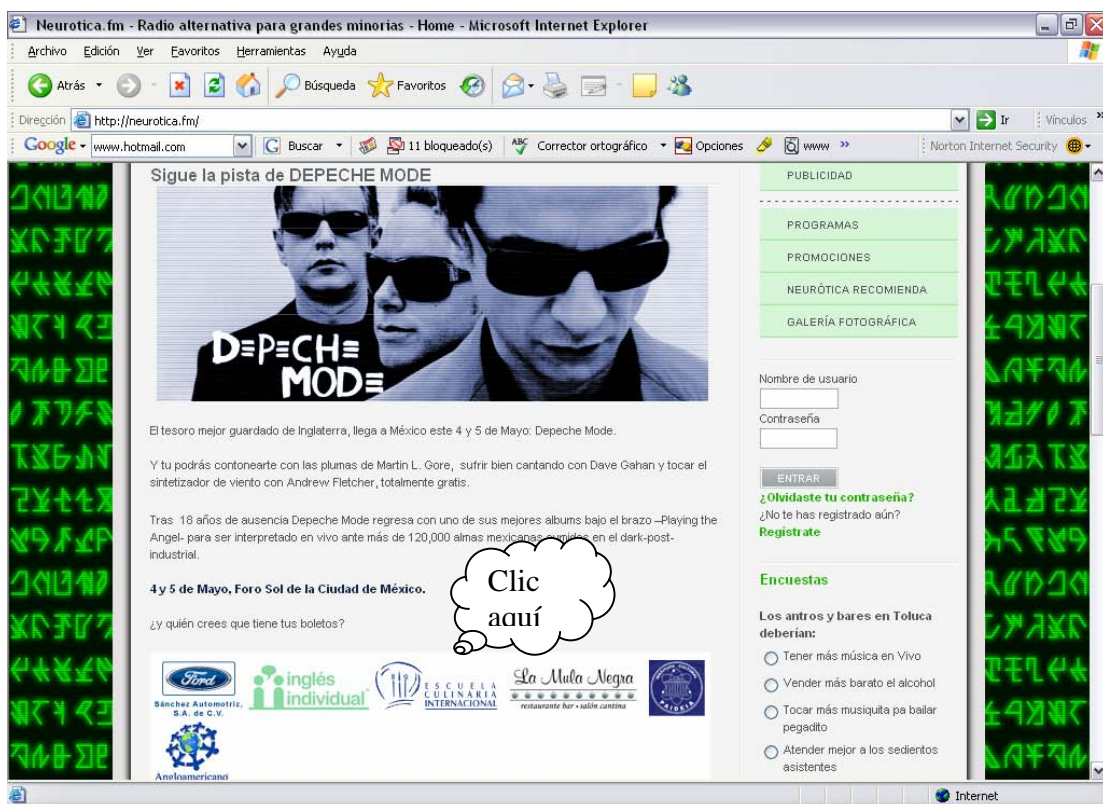 Neurotica.fm - Radio alternativa para grandes minorias - Home - Microsoft Internet Explorer
Archivo Edición Ver Favoritos Herramientas Ayuda
Atrás Búsqueda Favoritos
Dirección http://neurotica.fm/ Ir Vínculos
Google www.hotmail.com Buscar 11 bloqueado(s) ABC Corrector ortográfico Opciones www Norton Internet Security
Sigue la pista de DEPECHE MODE
DEPECHE
MODE
El tesoro mejor guardado de Inglaterra, llega a México este 4 y 5 de Mayo: Depeche Mode.
Y tu podrás contonearte con las plumas de Martin L. Gore, sufrir bien cantando con Dave Gahan y tocar el
sintetizador de viento con Andrew Fletcher, totalmente gratis.
Tras 18 años de ausencia Depeche Mode regresa con uno de sus mejores albums bajo el brazo –Playing the
Angel- para ser interpretado en vivo ante más de 120,000 almas mexicanas sumidas en el dark-post-
industrial.
4 y 5 de Mayo, Foro Sol de la Ciudad de México.
Clic
aquí
¿y quién crees que tiene tus boletos?
Ford
Sánchez Automotriz,
S.A. de C.V.
inglés
individual
ESCUELA
CULINARIA
INTERNACIONAL
La Mula Negra
restaurante bar - salón cantina
PAIDEIA
Angloamericano
PUBLICIDAD
PROGRAMAS
PROMOCIONES
NEURÓTICA RECOMIENDA
GALERÍA FOTOGRÁFICA
Nombre de usuario
Contraseña
ENTRAR
¿Olvidaste tu contraseña?
¿No te has registrado aún?
Regístrate
Encuestas
Los antros y bares en Toluca
deberían:
Tener más música en Vivo
Vender más barato el alcohol
Tocar más musiquita pa bailar
pegadito
Atender mejor a los sedientos
asistentes
Internet